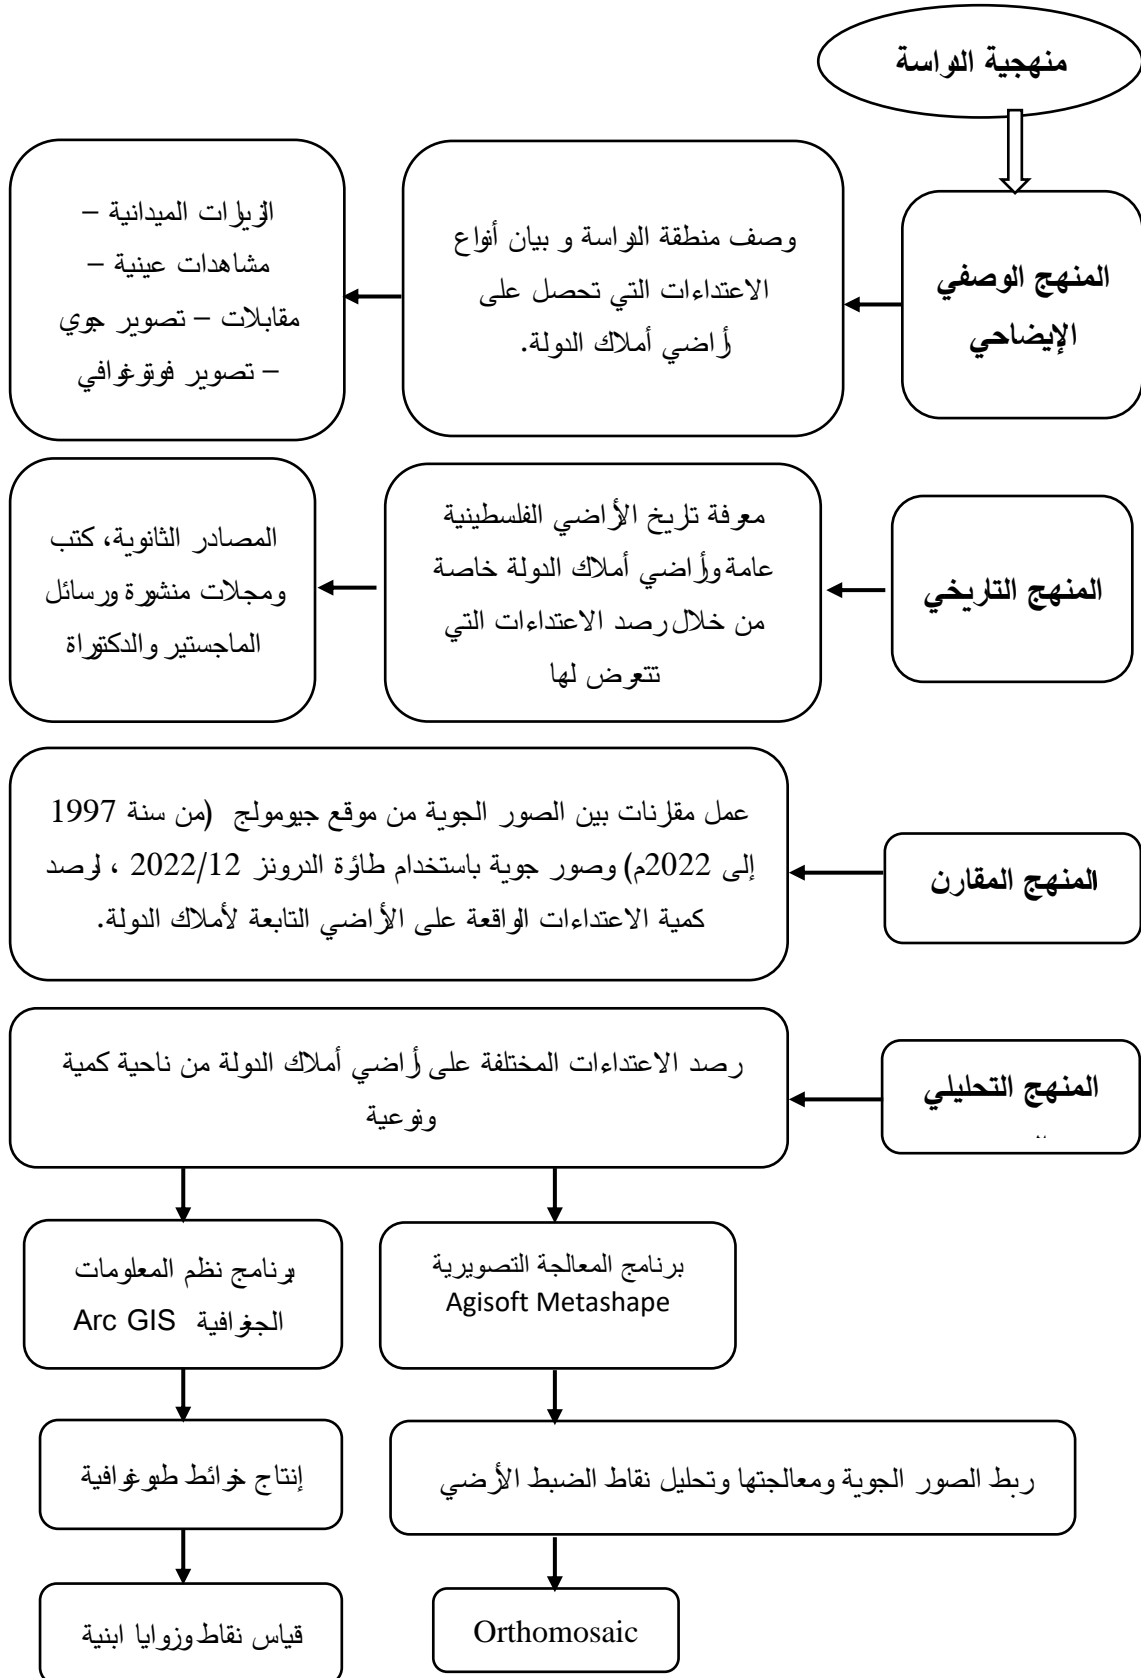 منهجية الدراسة
المنهج الوصفي
الإيضاحي
وصف منطقة الدراسة و بيان أنواع
الاعتداءات التي تحصل على
أراضي أملاك الدولة.
الزيارات الميدانية –
مشاهدات عينية –
مقابلات – تصوير جوي
– تصوير فوتوغرافي
المنهج التاريخي
معرفة تاريخ الأراضي الفلسطينية
عامة وأراضي أملاك الدولة خاصة
من خلال رصد الاعتداءات التي
تتعرض لها
المصادر الثانوية، كتب
ومجلات منشورة ورسائل
الماجستير والدكتوراة
المنهج المقارن
عمل مقارنات بين الصور الجوية من موقع جيومولج (من سنة 1997
إلى 2022م) وصور جوية باستخدام طائرة الدرونز 2022/12 ، لرصد
كمية الاعتداءات الواقعة على الأراضي التابعة لأملاك الدولة.
المنهج التحليلي
رصد الاعتداءات المختلفة على أراضي أملاك الدولة من ناحية كمية
ونوعية
برنامج المعالجة التصويرية
Agisoft Metashape
برنامج نظم المعلومات
الجغرافية Arc GIS
ربط الصور الجوية ومعالجتها وتحليل نقاط الضبط الأرضي
إنتاج خرائط طبوغرافية
Orthomosaic
قياس نقاط وزوايا ابنية